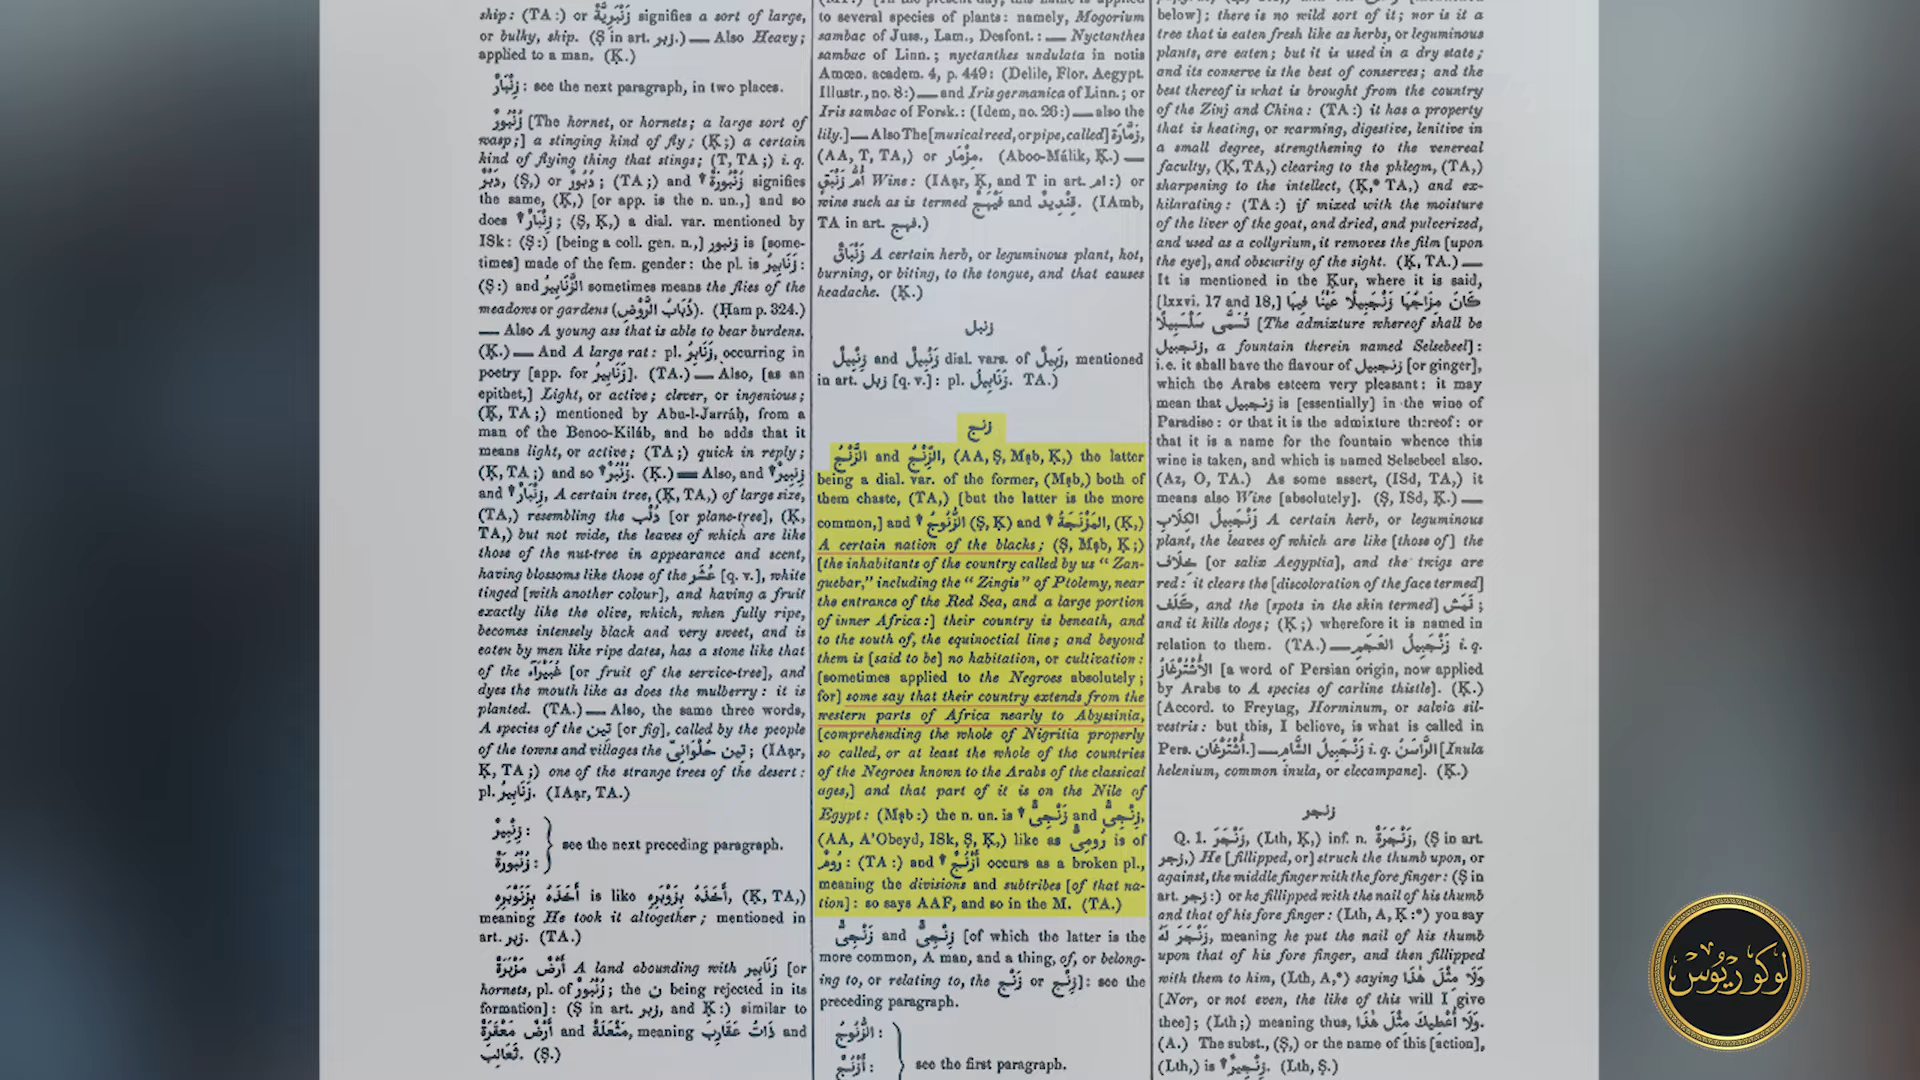 ship: (TA:) or زَنْبَرِيَّةٌ signifies a sort of large,
or bulky, ship. (Ṣ in art. زبر.) — Also Heavy;
applied to a man. (Ḳ.)
زِنْبَارٌ: see the next paragraph, in two places.
زُنْبُورٌ [The hornet, or hornets; a large sort of
wasp;] a stinging kind of fly; (Ḳ;) a certain
kind of flying thing that stings; (T, TA;) i. q.
دَبْرٌ, (Ṣ,) or دَبُورٌ; (TA;) and زُنْبُورَةٌ signifies
the same, (Ḳ,) [or app. is the n. un.,] and so
does زِنْبَارٌ; (Ṣ, Ḳ,) a dial. var. mentioned by
ISk: (Ṣ:) [being a coll. gen. n.,] زنبور is [some-
times] made of the fem. gender: the pl. is زَنَابِيرُ:
(Ṣ:) and الزَّنَابِيرُ sometimes means the flies of the
meadows or gardens (ذُبَابُ الرَّوْضِ). (Ḥam p. 324.)
— Also A young ass that is able to bear burdens.
(Ḳ.) — And A large rat: pl. زَنَابِرُ, occurring in
poetry [app. for زَنَابِيرُ]. (TA.) — Also, [as an
epithet,] Light, or active; clever, or ingenious;
(Ḳ, TA;) mentioned by Abu-l-Jarráḥ, from a
man of the Benoo-Kiláb, and he adds that it
means light, or active; (TA;) quick in reply;
(Ḳ, TA;) and so زُنْبُرٌ. (Ḳ.) — Also, and زِنْبِيرٌ
and زِنْبَارٌ, A certain tree, (Ḳ, TA,) of large size,
(TA,) resembling the دُلْب [or plane-tree], (Ḳ,
TA,) but not wide, the leaves of which are like
those of the nut-tree in appearance and scent,
having blossoms like those of the عُشَر [q. v.], white
tinged [with another colour], and having a fruit
exactly like the olive, which, when fully ripe,
becomes intensely black and very sweet, and is
eaten by men like ripe dates, has a stone like that
of the غُبَيْرَآء [or fruit of the service-tree], and
dyes the mouth like as does the mulberry: it is
planted. (TA.) — Also, the same three words,
A species of the تِين [or fig], called by the people
of the towns and villages the تِين حُلْوَانِىّ; (IAạr,
Ḳ, TA;) one of the strange trees of the desert:
pl. زَنَابِيرُ. (IAạr, TA.)
زِنْبِيرٌ:
زُنْبُورَةٌ:
see the next preceding paragraph.
أَخَذَهُ بِزَنَوْبَرِهِ is like أَخَذَهُ بِزَوْبَرِهِ, (Ḳ, TA,)
meaning He took it altogether; mentioned in
art. زبر. (TA.)
أَرْضٌ مَزْبَرَةٌ A land abounding with زَنَابِير [or
hornets, pl. of زُنْبُورٌ; the ن being rejected in its
formation]: (Ṣ in art. زبر, and Ḳ:) similar to
أَرْضٌ مَعْقَرَةٌ and مَثْعَلَةٌ, meaning ذَاتُ عَقَارِبَ and
ثَعَالِبَ. (Ṣ.)
to several species of plants: namely, Mogorium
sambac of Juss., Lam., Desfont.: — Nyctanthes
sambac of Linn.; nyctanthes undulata in notis
Amœn. academ. 4, p. 449: (Delile, Flor. Aegypt.
Illustr., no. 8:) — and Iris germanica of Linn.; or
Iris sambac of Forsk.: (Idem, no. 26:) — also the
lily.] — Also The [musical reed, or pipe, called] زَمَّارَة,
(AA, T, TA,) or مِزْمَار. (Aboo-Málik, Ḳ.) —
أُمُّ زَنْبَقٍ Wine: (IAạr, Ḳ, and T in art. ام:) or
wine such as is termed فَيْهَجٌ and قِنْدِيدٌ. (IAmb,
TA in art. فهج.)
زَنْبَاقٌ A certain herb, or leguminous plant, hot,
burning, or biting, to the tongue, and that causes
headache. (Ḳ.)
زنبل
زِنْبِيلٌ and زَنْبِيلٌ dial. vars. of زَبِيلٌ, mentioned
in art. زبل [q. v.]: pl. زَنَابِيلُ. TA.)
زنج
الزَّنْجُ and الزِّنْجُ, (AA, Ṣ, Mṣb, Ḳ,) the latter
being a dial. var. of the former, (Mṣb,) both of
them chaste, (TA,) [but the latter is the more
common,] and الزُّنُوجُ (Ṣ, Ḳ) and المَزْنَجَةُ, (Ḳ,)
A certain nation of the blacks; (Ṣ, Mṣb, Ḳ;)
[the inhabitants of the country called by us "Zan-
guebar," including the "Zingis" of Ptolemy, near
the entrance of the Red Sea, and a large portion
of inner Africa:] their country is beneath, and
to the south of, the equinoctial line; and beyond
them is [said to be] no habitation, or cultivation:
[sometimes applied to the Negroes absolutely;
for] some say that their country extends from the
western parts of Africa nearly to Abyssinia,
[comprehending the whole of Nigritia properly
so called, or at least the whole of the countries
of the Negroes known to the Arabs of the classical
ages,] and that part of it is on the Nile of
Egypt: (Mṣb:) the n. un. is زَنْجِىٌّ and زِنْجِىٌّ,
(AA, A'Obeyd, ISk, Ṣ, Ḳ,) like as رُومِىٌّ is of
رُومٌ: (TA:) and أَزْنُجٌ occurs as a broken pl.,
meaning the divisions and subtribes [of that na-
tion]: so says AAF, and so in the M. (TA.)
زَنْجِىٌّ and زِنْجِىٌّ [of which the latter is the
more common, A man, and a thing, of, or belong-
ing to, or relating to, the زَنْج or زِنْج]: see the
preceding paragraph.
الزُّنُوجُ:
أَزْنُجٌ:
see the first paragraph.
below]; there is no wild sort of it; nor is it a
tree that is eaten fresh like as herbs, or leguminous
plants, are eaten; but it is used in a dry state;
and its conserve is the best of conserves; and the
best thereof is what is brought from the country
of the Zinj and China: (TA:) it has a property
that is heating, or warming, digestive, lenitive in
a small degree, strengthening to the venereal
faculty, (Ḳ, TA,) clearing to the phlegm, (TA,)
sharpening to the intellect, (Ḳ,* TA,) and ex-
hilarating: (TA:) if mixed with the moisture
of the liver of the goat, and dried, and pulverized,
and used as a collyrium, it removes the film [upon
the eye], and obscurity of the sight. (Ḳ, TA.) —
It is mentioned in the Ḳur, where it is said,
[lxxvi. 17 and 18,] كَانَ مِزَاجُهَا زَنْجَبِيلًا عَيْنًا فِيهَا
تُسَمَّى سَلْسَبِيلًا [The admixture whereof shall be
زنجبيل, a fountain therein named Selsebeel]:
i. e. it shall have the flavour of زنجبيل [or ginger],
which the Arabs esteem very pleasant: it may
mean that زنجبيل is [essentially] in the wine of
Paradise: or that it is the admixture thereof: or
that it is a name for the fountain whence this
wine is taken, and which is named Selsebeel also.
(Az, O, TA.) As some assert, (ISd, TA,) it
means also Wine [absolutely]. (Ṣ, ISd, Ḳ.) —
زَنْجَبِيلُ الكِلَابِ A certain herb, or leguminous
plant, the leaves of which are like [those of] the
خِلَاف [or salix Aegyptia], and the twigs are
red: it clears the [discoloration of the face termed]
كَلَف, and the [spots in the skin termed] نَمَش;
and it kills dogs; (Ḳ;) wherefore it is named in
relation to them. (TA.) — زَنْجَبِيلُ العَجَمِ i. q.
الأُشْتُرْغَازُ [a word of Persian origin, now applied
by Arabs to A species of carline thistle]. (Ḳ.)
[Accord. to Freytag, Horminum, or salvia sil-
vestris: but this, I believe, is what is called in
Pers. أُشْتُرْغَان.] — زَنْجَبِيلُ الشَّامِ i. q. الرَّاسَنُ [Inula
helenium, common inula, or elecampane]. (Ḳ.)
زنجر
Q. 1. زَنْجَرَ, (Lth, Ḳ,) inf. n. زَنْجَرَةٌ, (Ṣ in art.
زجر,) He [fillipped, or] struck the thumb upon, or
against, the middle finger with the fore finger: (Ṣ in
art. زجر:) or he fillipped with the nail of his thumb
and that of his fore finger: (Lth, A, Ḳ:*) you say
زَنْجَرَ لَهُ, meaning he put the nail of his thumb
upon that of his fore finger, and then fillipped
with them to him, (Lth, A,*) saying وَلَا مِثْلَ هٰذَا
[Nor, or not even, the like of this will I give
thee]; (Lth;) meaning thus, وَلَا أُعْطِيكَ مِثْلَ هٰذَا.
(A.) The subst., (Ṣ,) or the name of this [action],
(Lth,) is زِنْجِيرٌ. (Lth, Ṣ.)
لوكوريوس